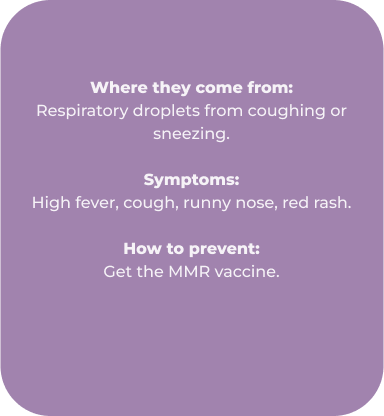 Where they come from:
Respiratory droplets from coughing or
sneezing.
Symptoms:
High fever, cough, runny nose, red rash.
How to prevent:
Get the MMR vaccine.